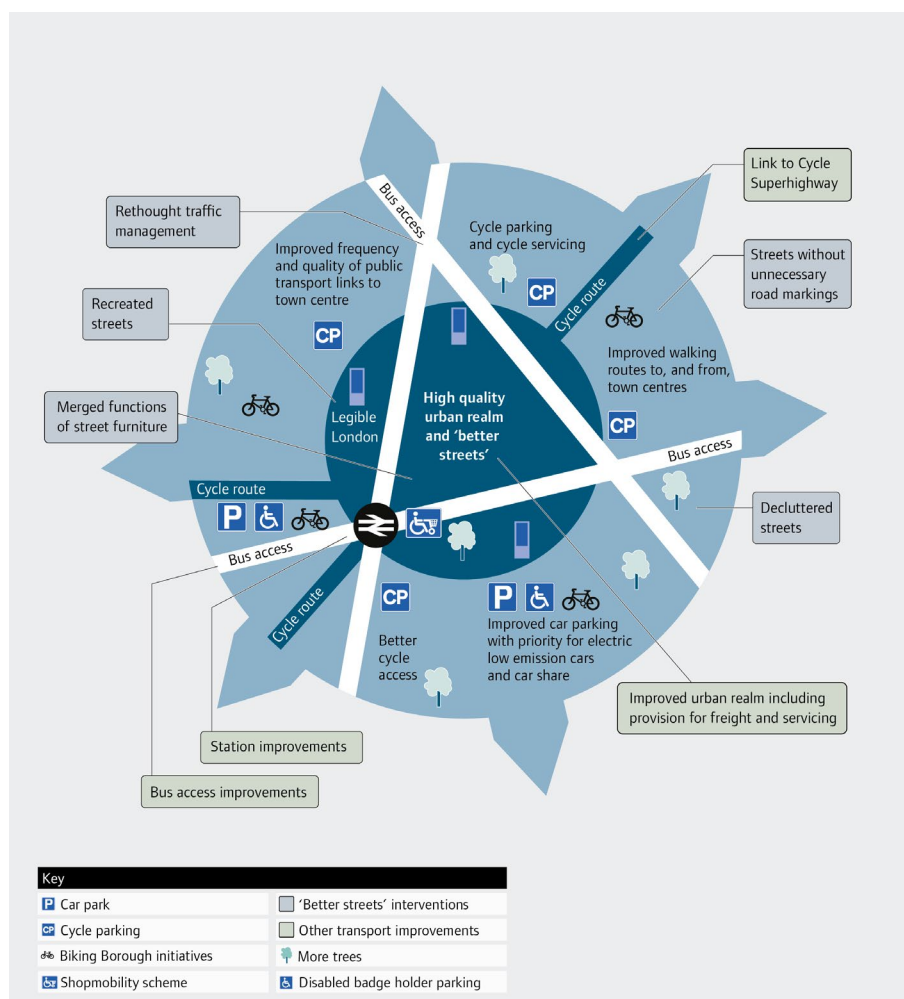 Link to Cycle
Superhighway
Bus access
Rethought traffic
management
Cycle parking
and cycle servicing
Improved frequency
and quality of public
transport links to
town centre
CP
Streets without
unnecessary
road markings
Cycle route
Recreated
streets
CP
Improved walking
routes to, and from,
town centres
High quality
urban realm
and ‘better
streets’
Merged functions
of street furniture
Legible
London
CP
Bus access
Cycle route
P
Decluttered
streets
Bus access
Cycle route
CP
P
Improved car parking
with priority for electric
low emission cars
and car share
Better
cycle
access
Improved urban realm including
provision for freight and servicing
Station improvements
Bus access improvements
Key
P Car park
‘Better streets’ interventions
CP Cycle parking
Other transport improvements
Biking Borough initiatives
More trees
Shopmobility scheme
Disabled badge holder parking